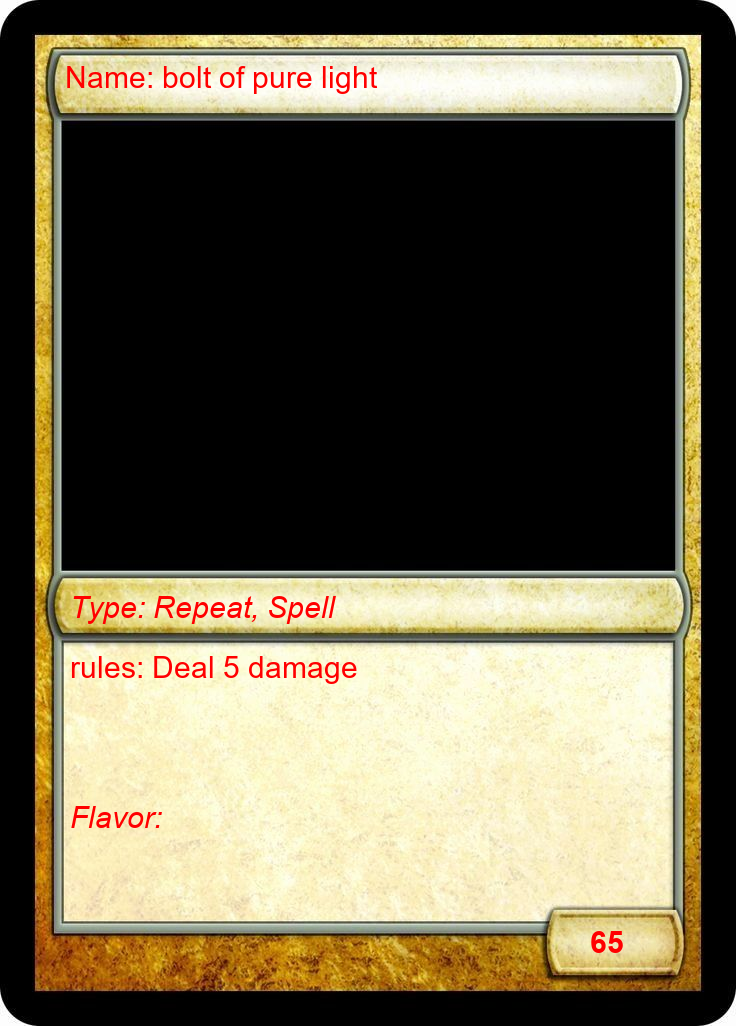 Name: bolt of pure light
Type: Repeat, Spell
rules: Deal 5 damage
Flavor:
65